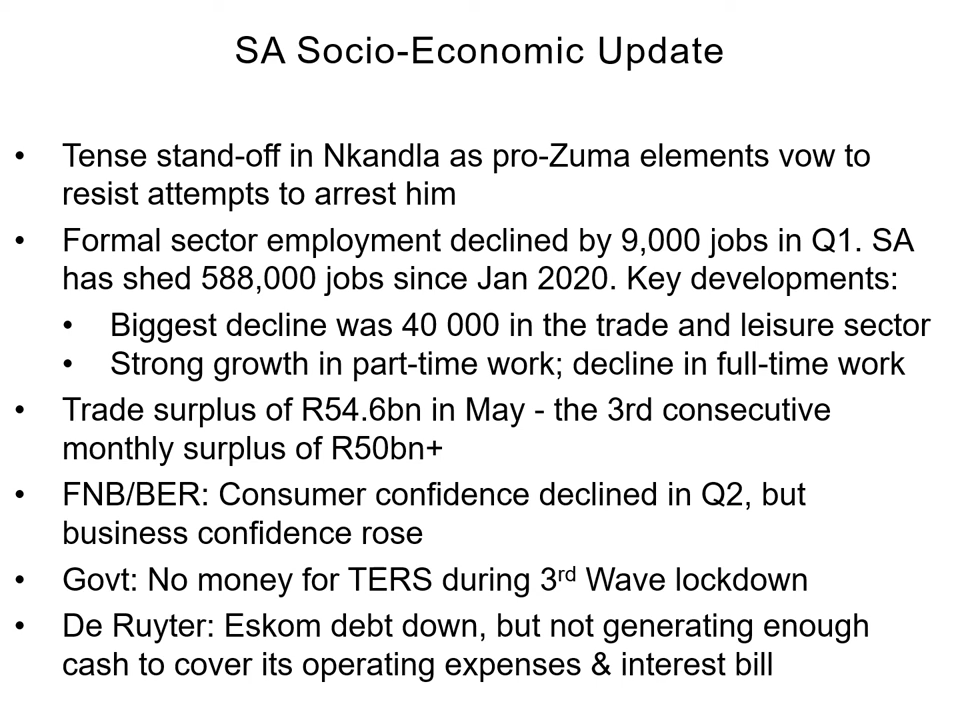 SA Socio-Economic Update
• Tense stand-off in Nkandla as pro-Zuma elements vow to
resist attempts to arrest him
• Formal sector employment declined by 9,000 jobs in Q1. SA
has shed 588,000 jobs since Jan 2020. Key developments:
• Biggest decline was 40 000 in the trade and leisure sector
• Strong growth in part-time work; decline in full-time work
• Trade surplus of R54.6bn in May - the 3rd consecutive
monthly surplus of R50bn+
• FNB/BER: Consumer confidence declined in Q2, but
business confidence rose
• Govt: No money for TERS during 3rd Wave lockdown
• De Ruyter: Eskom debt down, but not generating enough
cash to cover its operating expenses & interest bill